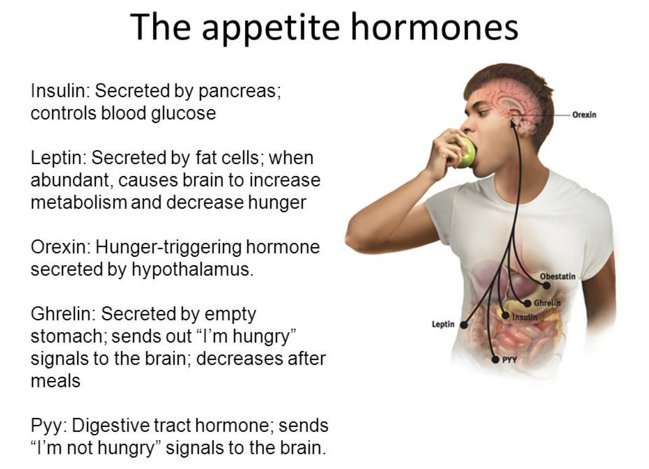 The appetite hormones
Insulin: Secreted by pancreas;
controls blood glucose
Leptin: Secreted by fat cells; when
abundant, causes brain to increase
metabolism and decrease hunger
Orexin: Hunger-triggering hormone
secreted by hypothalamus.
Ghrelin: Secreted by empty
stomach; sends out “I’m hungry”
signals to the brain; decreases after
meals
Pyy: Digestive tract hormone; sends
“I’m not hungry” signals to the brain.
Orexin
Obestatin
Ghrelin
Insulin
Leptin
PYY